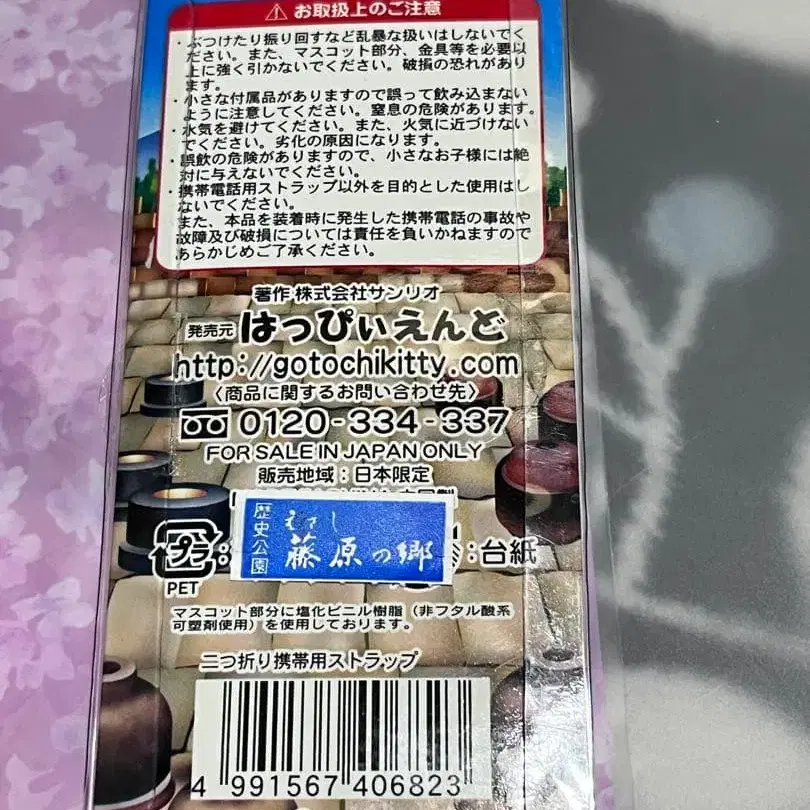 ⚠ お取扱上のご注意
・ぶつけたり振り回すなど乱暴な扱いはしないでく
ださい。また、マスコット部分、金具等を必要以
上に強く引かないでください。破損の恐れがあり
ます。
・小さな付属品がありますので誤って飲み込まない
ように注意してください。窒息の危険があります。
・水気を避けてください。また、火気に近づけない
でください。劣化の原因になります。
・誤飲の危険がありますので、小さなお子様には絶
対に与えないでください。
・携帯電話用ストラップ以外を目的とした使用はし
ないでください。
また、本品を装着時に発生した携帯電話の事故や
故障及び破損については責任を負いかねますので
あらかじめご了承ください。
著作 株式会社サンリオ
発売元 はっぴぃえんど
http://gotochikitty.com
〈商品に関するお問い合わせ先〉
0120-334-337
FOR SALE IN JAPAN ONLY
販売地域：日本限定
歴史公園
えさし
藤原の郷
プラ
PET
：台紙
マスコット部分に塩化ビニル樹脂（非フタル酸系
可塑剤使用）を使用しております。
二つ折り携帯用ストラップ
4 991567 406823